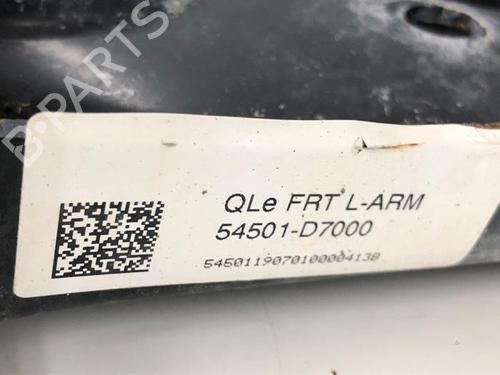 B-PARTS
QLe FRT L-ARM
54501-D7000
5450119070100004138